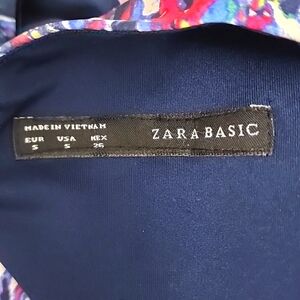 MADE IN VIETNAM
EUR USA MEX
S S 26
ZARA BASIC